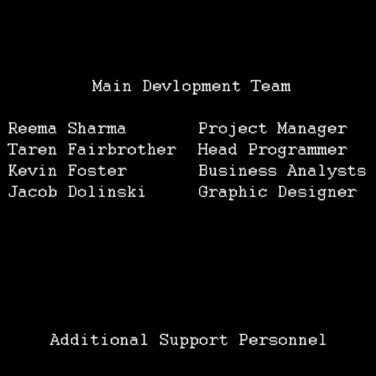 Main Devlopment Team
Reema Sharma Project Manager
Taren Fairbrother Head Programmer
Kevin Foster Business Analysts
Jacob Dolinski Graphic Designer
Additional Support Personnel